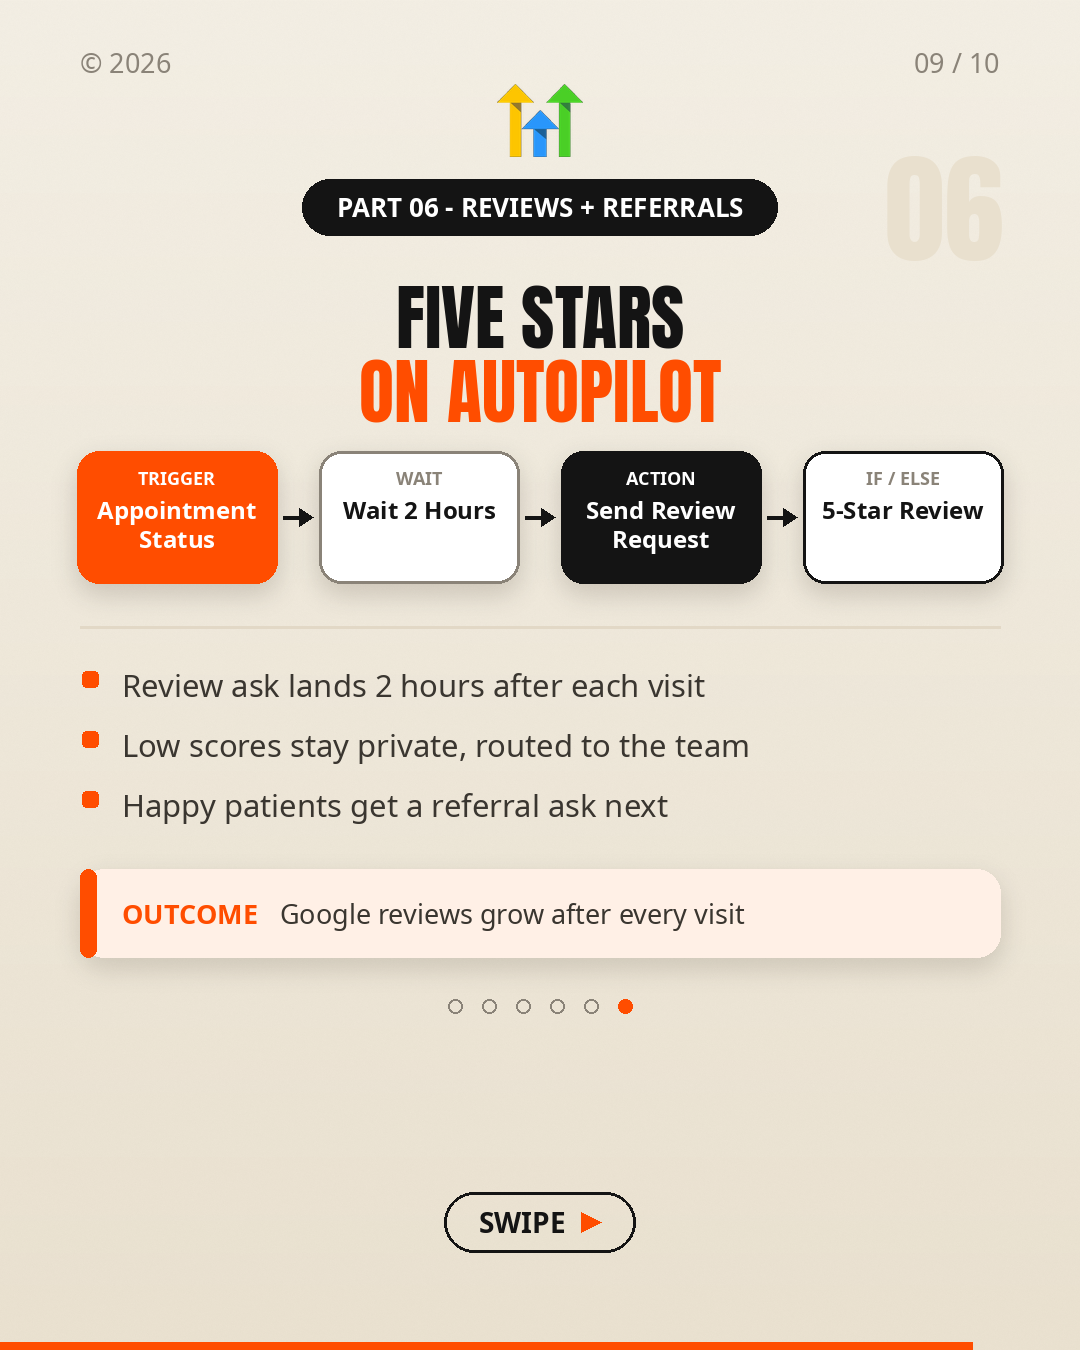 © 2026
09 / 10
PART 06 - REVIEWS + REFERRALS
06
FIVE STARS
ON AUTOPILOT
TRIGGER
Appointment
Status
WAIT
Wait 2 Hours
ACTION
Send Review
Request
IF / ELSE
5-Star Review
Review ask lands 2 hours after each visit
Low scores stay private, routed to the team
Happy patients get a referral ask next
OUTCOME Google reviews grow after every visit
SWIPE